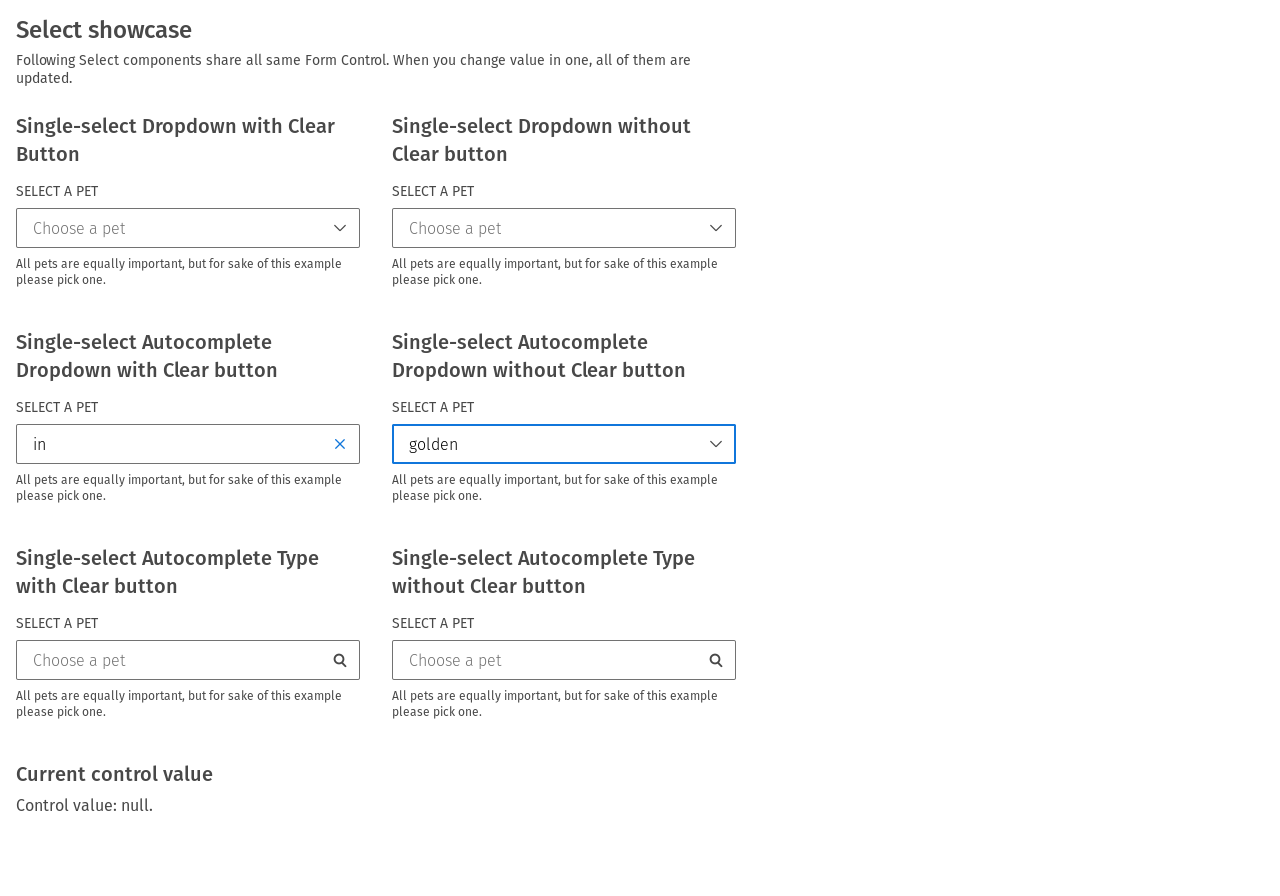 Select showcase
Following Select components share all same Form Control. When you change value in one, all of them are
updated.
Single-select Dropdown with Clear
Button
SELECT A PET
Choose a pet
All pets are equally important, but for sake of this example
please pick one.
Single-select Dropdown without
Clear button
SELECT A PET
Choose a pet
All pets are equally important, but for sake of this example
please pick one.
Single-select Autocomplete
Dropdown with Clear button
SELECT A PET
in
All pets are equally important, but for sake of this example
please pick one.
Single-select Autocomplete
Dropdown without Clear button
SELECT A PET
golden
All pets are equally important, but for sake of this example
please pick one.
Single-select Autocomplete Type
with Clear button
SELECT A PET
Choose a pet
All pets are equally important, but for sake of this example
please pick one.
Single-select Autocomplete Type
without Clear button
SELECT A PET
Choose a pet
All pets are equally important, but for sake of this example
please pick one.
Current control value
Control value: null.